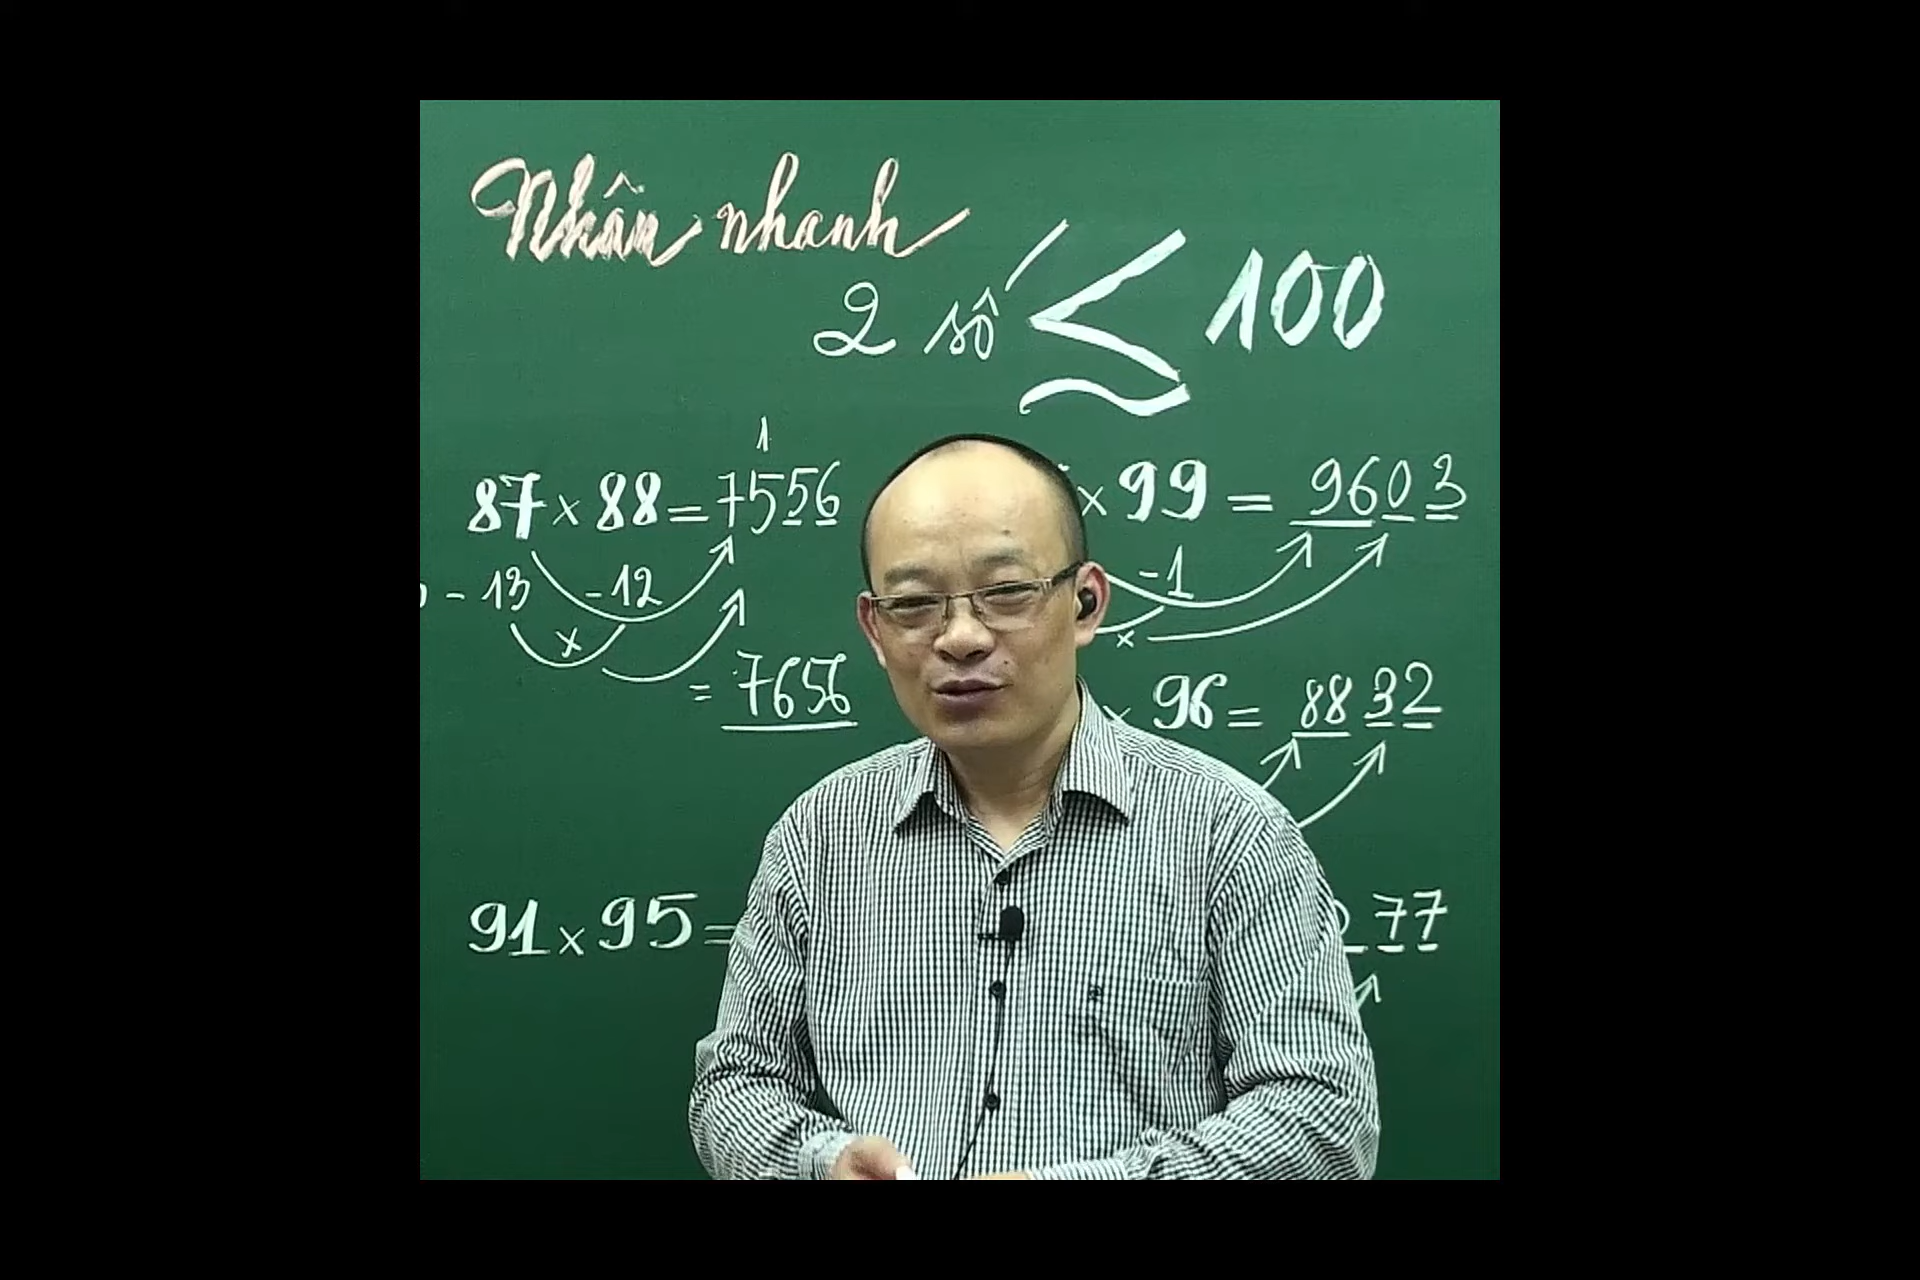 Nhân nhanh
2 số ≤ 100
1
87 × 88 = 7556
- 13 - 12
×
= 7656
× 99 = 9603
- 1
×
× 96 = 8832
91 × 95 =
77